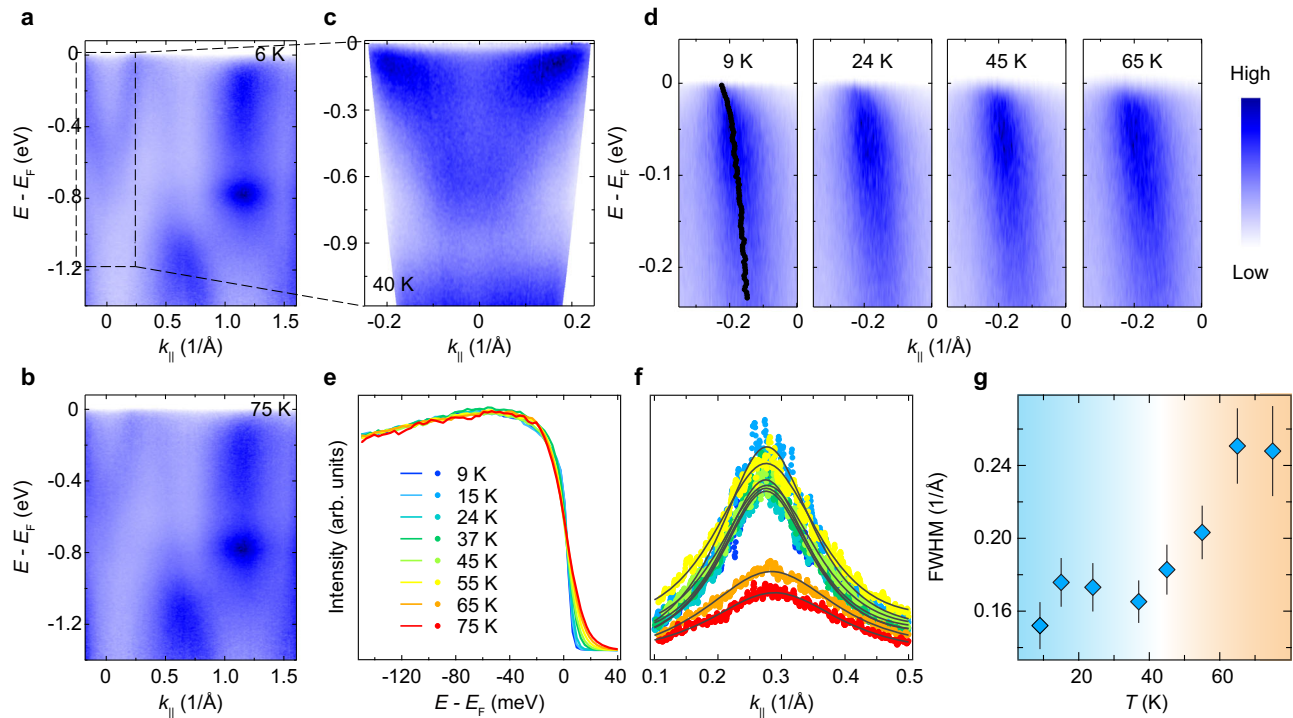 a
6 K
0
-0.4
-0.8
-1.2
E - E_F (eV)
0
0.5
1.0
1.5
k_|| (1/Å)
c
0
-0.3
-0.6
-0.9
40 K
-0.2
0
0.2
k_|| (1/Å)
d
9 K
24 K
45 K
65 K
0
-0.1
-0.2
E - E_F (eV)
-0.2
0
-0.2
0
-0.2
0
-0.2
0
k_|| (1/Å)
High
Low
b
75 K
0
-0.4
-0.8
-1.2
E - E_F (eV)
0
0.5
1.0
1.5
k_|| (1/Å)
e
Intensity (arb. units)
9 K
15 K
24 K
37 K
45 K
55 K
65 K
75 K
-120
-80
-40
0
40
E - E_F (meV)
f
0.1
0.2
0.3
0.4
0.5
k_|| (1/Å)
g
FWHM (1/Å)
0.24
0.20
0.16
20
40
60
T (K)